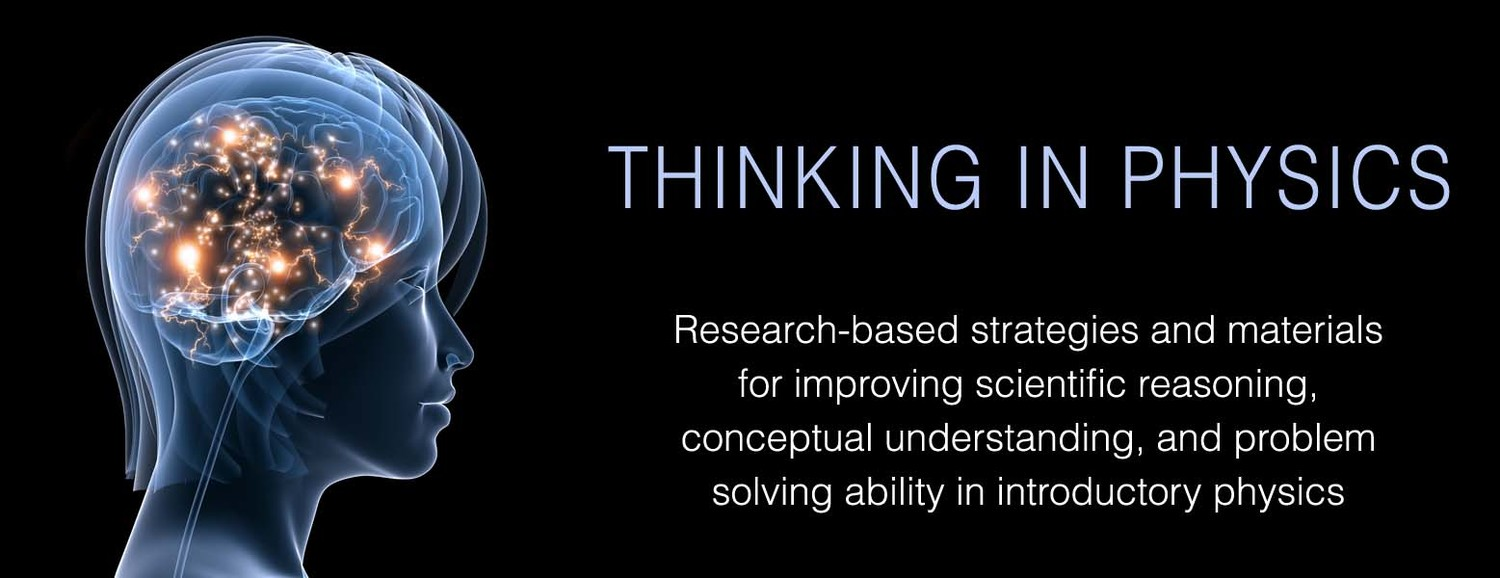 THINKING IN PHYSICS
Research-based strategies and materials
for improving scientific reasoning,
conceptual understanding, and problem
solving ability in introductory physics